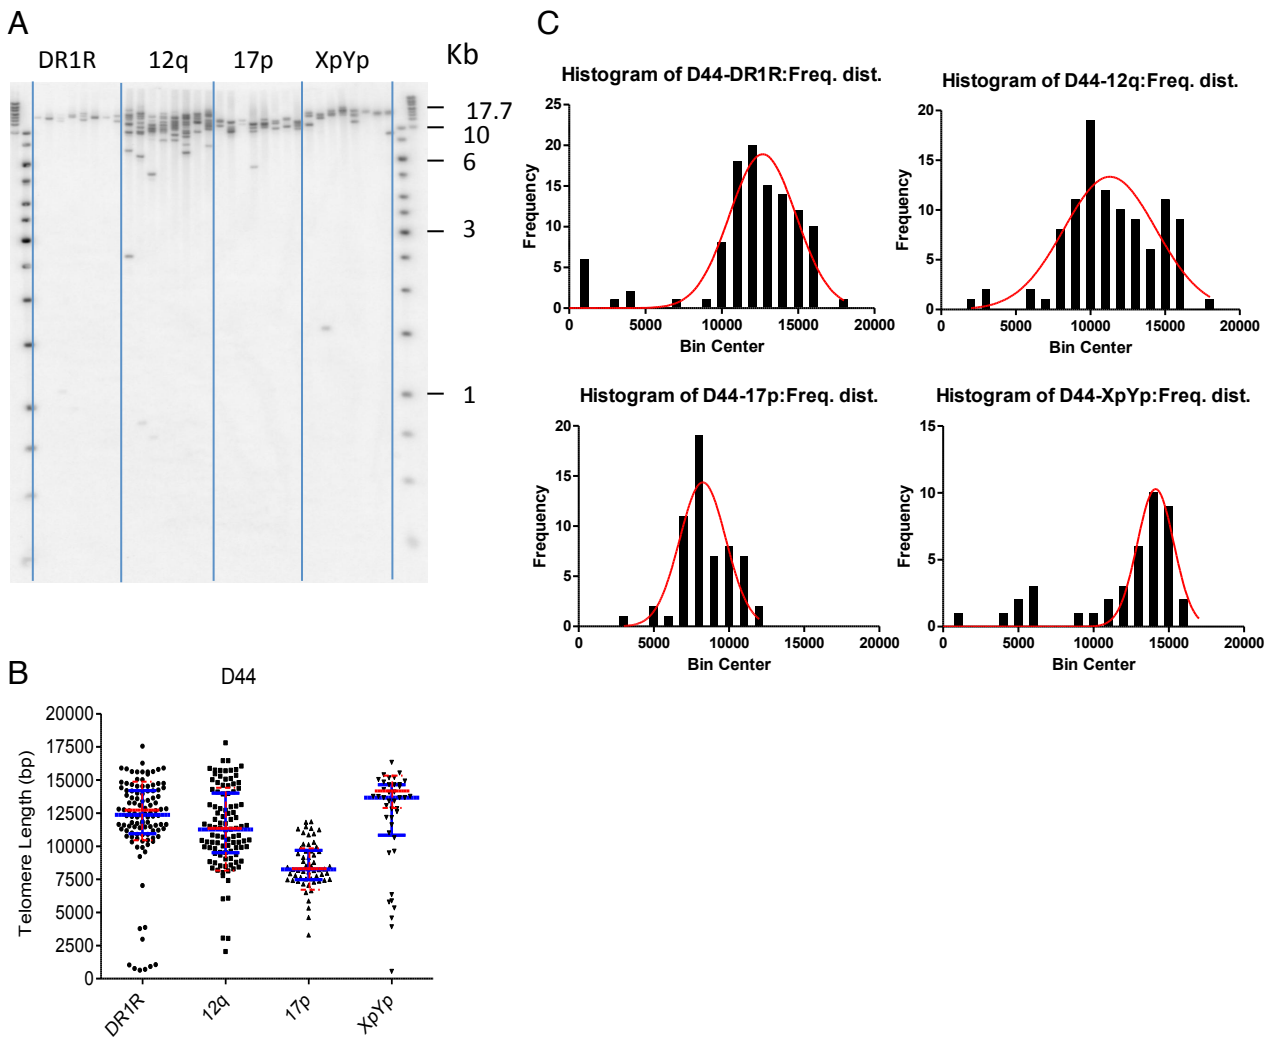 A
DR1R 12q 17p XpYp Kb
17.7
10
6
3
1
C
Histogram of D44-DR1R:Freq. dist.
25
20
15
10
5
0
Frequency
0 5000 10000 15000 20000
Bin Center
Histogram of D44-12q:Freq. dist.
20
15
10
5
0
Frequency
0 5000 10000 15000 20000
Bin Center
Histogram of D44-17p:Freq. dist.
20
15
10
5
0
Frequency
0 5000 10000 15000 20000
Bin Center
Histogram of D44-XpYp:Freq. dist.
15
10
5
0
Frequency
0 5000 10000 15000 20000
Bin Center
B
D44
20000
17500
15000
12500
10000
7500
5000
2500
0
Telomere Length (bp)
DR1R 12q 17p XpYp